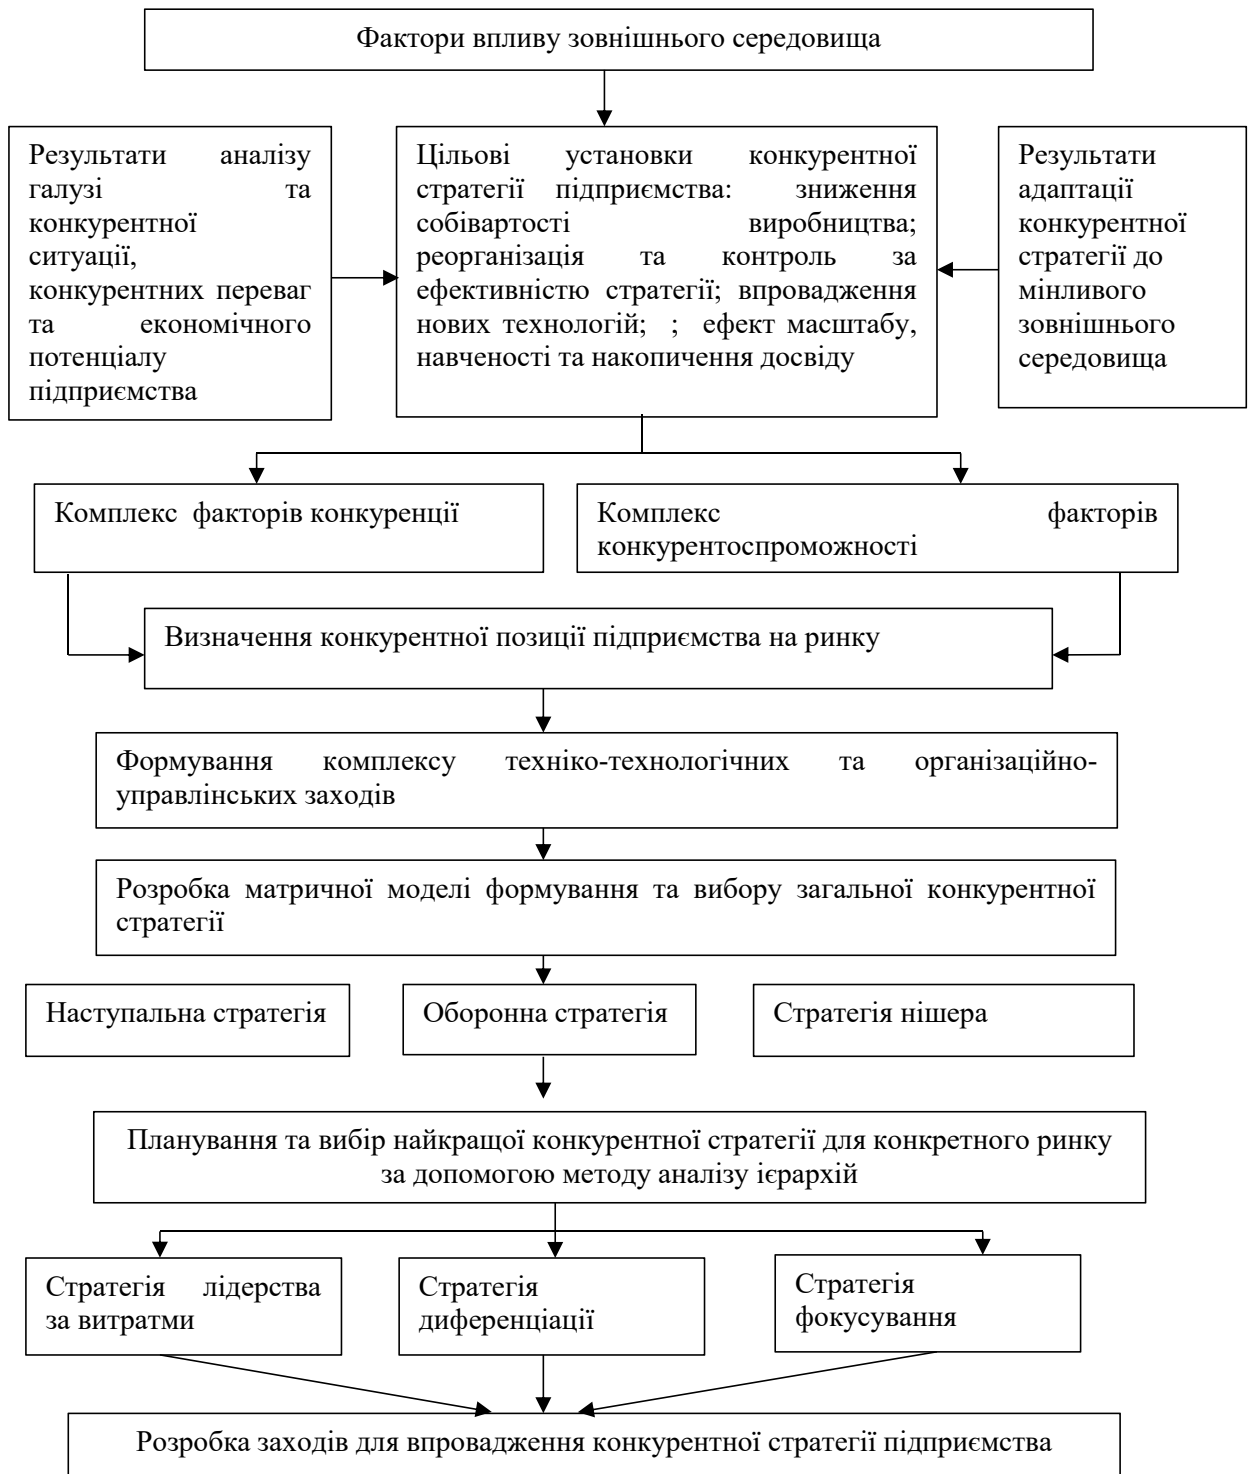 Фактори впливу зовнішнього середовища
Результати аналізу
галузі та
конкурентної
ситуації,
конкурентних переваг
та економічного
потенціалу
підприємства
Цільові установки конкурентної
стратегії підприємства: зниження
собівартості виробництва;
реорганізація та контроль за
ефективністю стратегії; впровадження
нових технологій; ; ефект масштабу,
навченості та накопичення досвіду
Результати
адаптації
конкурентної
стратегії до
мінливого
зовнішнього
середовища
Комплекс факторів конкуренції
Комплекс факторів
конкурентоспроможності
Визначення конкурентної позиції підприємства на ринку
Формування комплексу техніко-технологічних та організаційно-
управлінських заходів
Розробка матричної моделі формування та вибору загальної конкурентної
стратегії
Наступальна стратегія
Оборонна стратегія
Стратегія нішера
Планування та вибір найкращої конкурентної стратегії для конкретного ринку
за допомогою методу аналізу ієрархій
Стратегія лідерства
за витратми
Стратегія
диференціації
Стратегія
фокусування
Розробка заходів для впровадження конкурентної стратегії підприємства